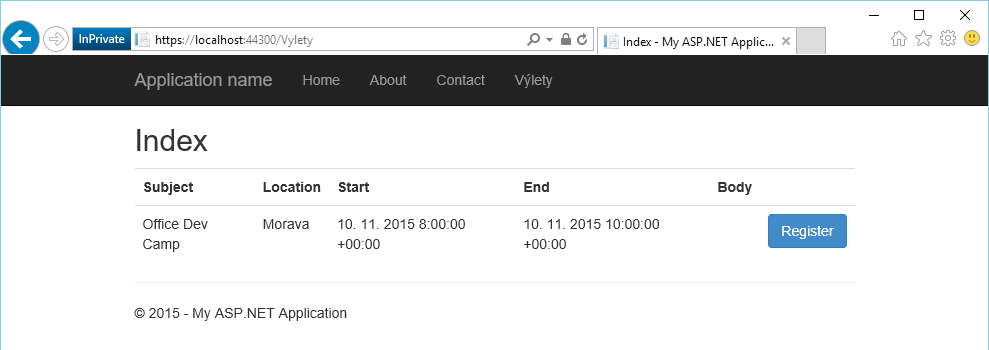 InPrivate https://localhost:44300/Vylety Index - My ASP.NET Applic...
Application name Home About Contact Výlety
Index
Subject Location Start End Body
Office Dev Morava 10. 11. 2015 8:00:00 10. 11. 2015 10:00:00 Register
Camp +00:00 +00:00
© 2015 - My ASP.NET Application